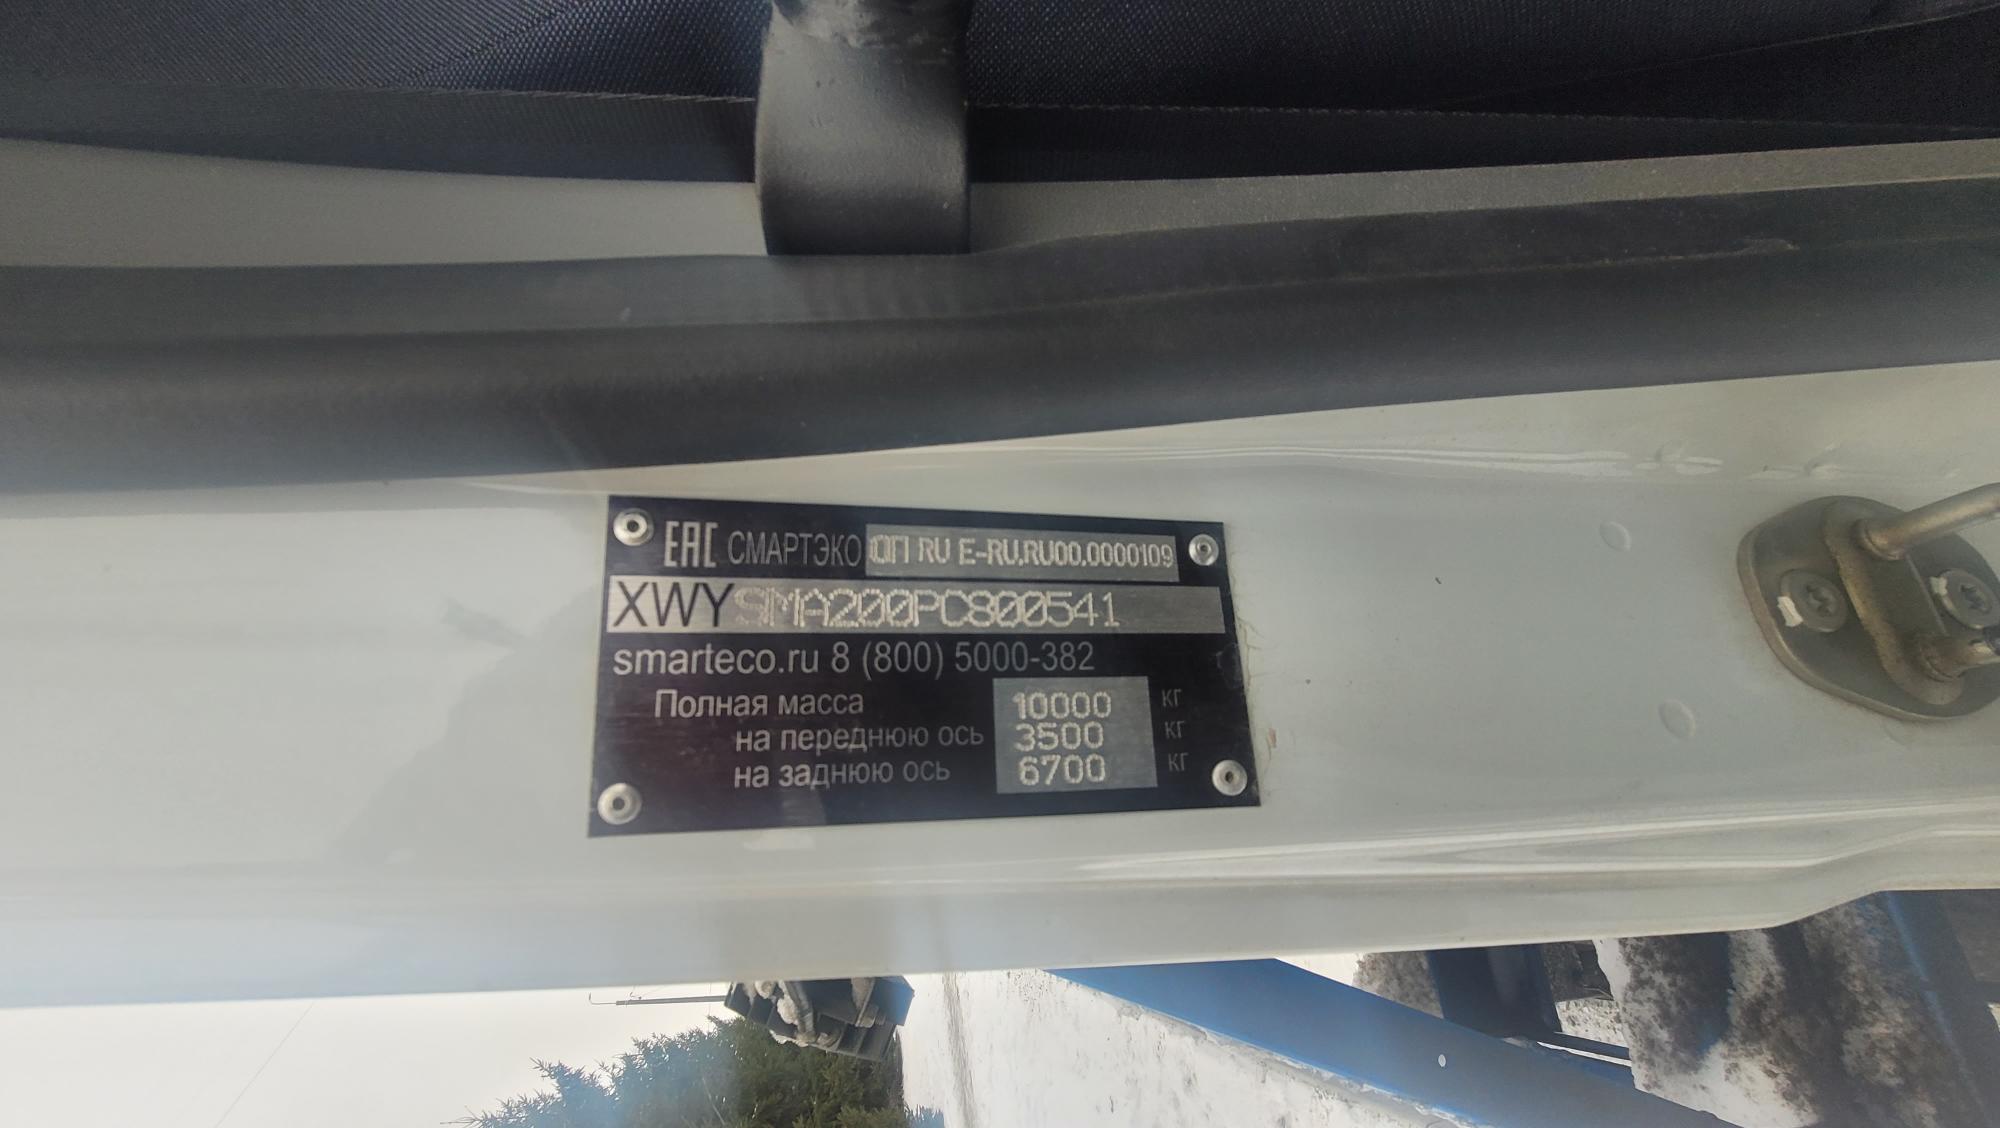 ЕАС СМАРТЭКО ОП RU E-RU.RU00.0000109
XWYSMA200PC800541
smarteco.ru 8 (800) 5000-382
Полная масса 10000 кг
на переднюю ось 3500 кг
на заднюю ось 6700 кг